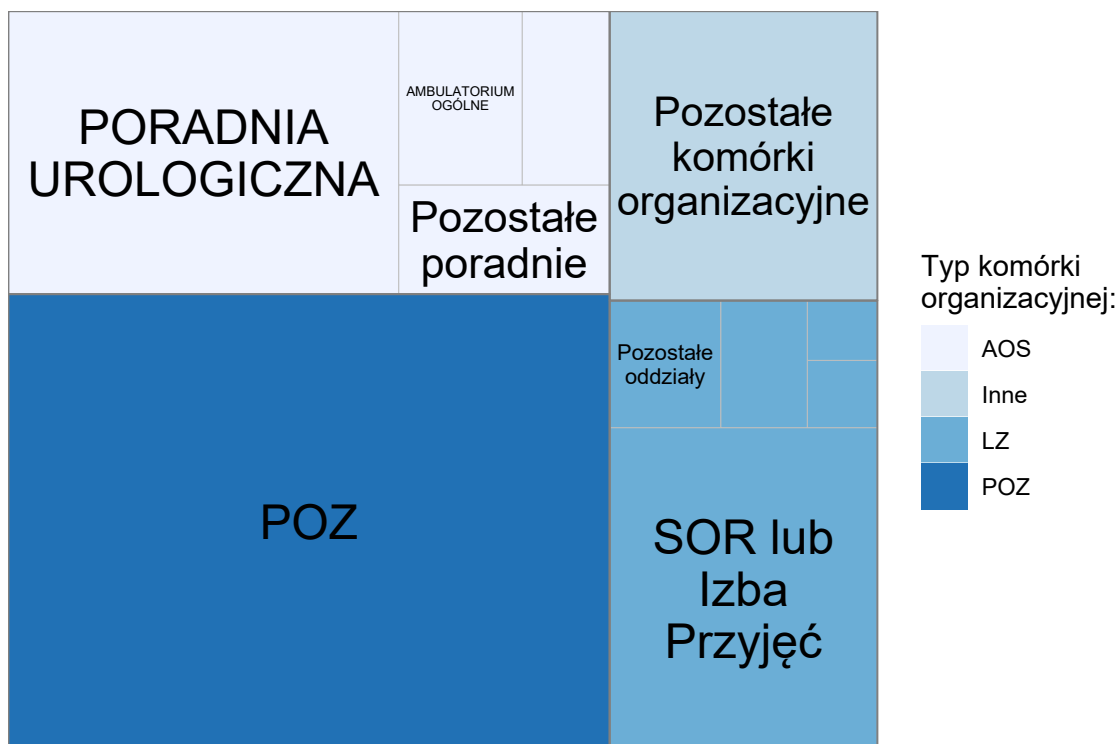 PORADNIA
UROLOGICZNA
AMBULATORIUM
OGÓLNE
Pozostałe
poradnie
Pozostałe
komórki
organizacyjne
POZ
Pozostałe
oddziały
SOR lub
Izba
Przyjęć
Typ komórki
organizacyjnej:
AOS
Inne
LZ
POZ